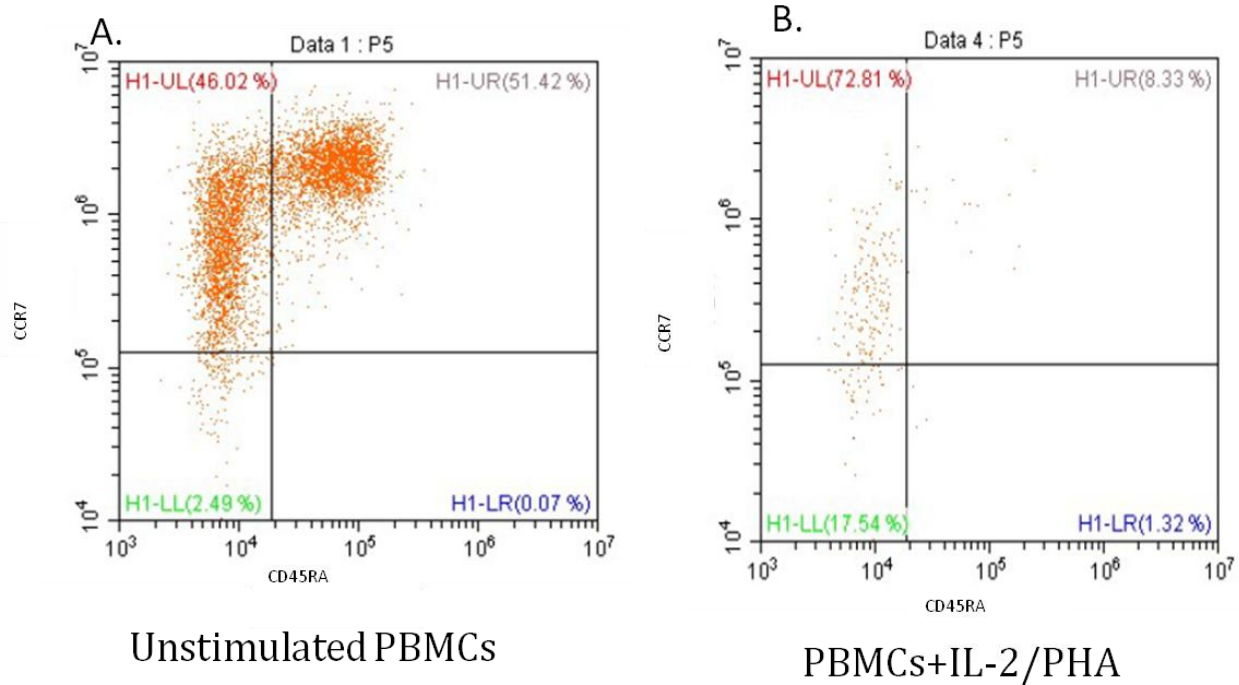 A.
Data 1 : P5
H1-UL(46.02 %)
H1-UR(51.42 %)
10^7
10^6
10^5
10^4
CCR7
H1-LL(2.49 %)
H1-LR(0.07 %)
10^3 10^4 10^5 10^6 10^7
CD45RA
Unstimulated PBMCs
B.
Data 4 : P5
H1-UL(72.81 %)
H1-UR(8.33 %)
10^7
10^6
10^5
10^4
CCR7
H1-LL(17.54 %)
H1-LR(1.32 %)
10^3 10^4 10^5 10^6 10^7
CD45RA
PBMCs+IL-2/PHA